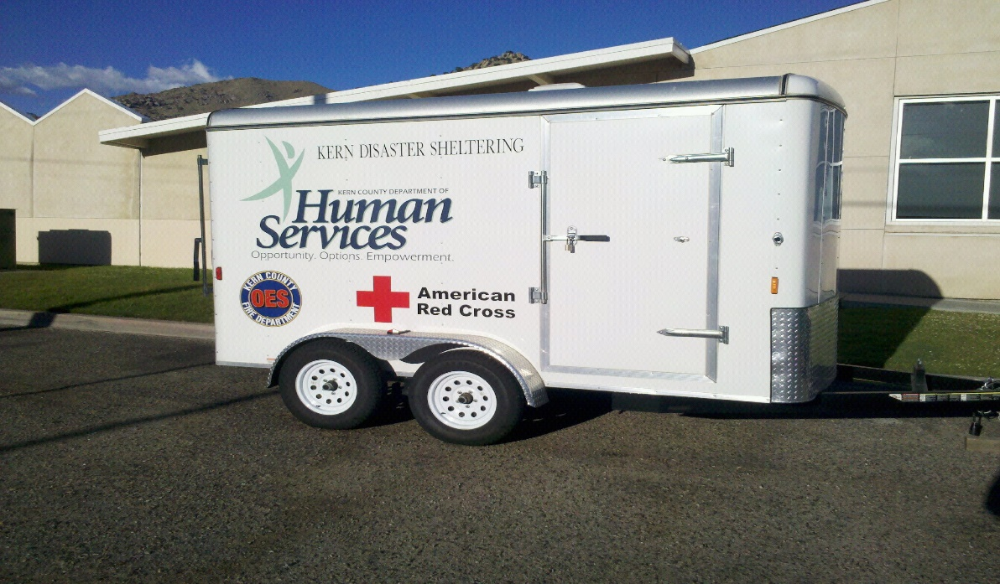 KERN DISASTER SHELTERING
KERN COUNTY DEPARTMENT OF
Human
Services
Opportunity. Options. Empowerment.
KERN COUNTY
OES
FIRE DEPARTMENT
American
Red Cross